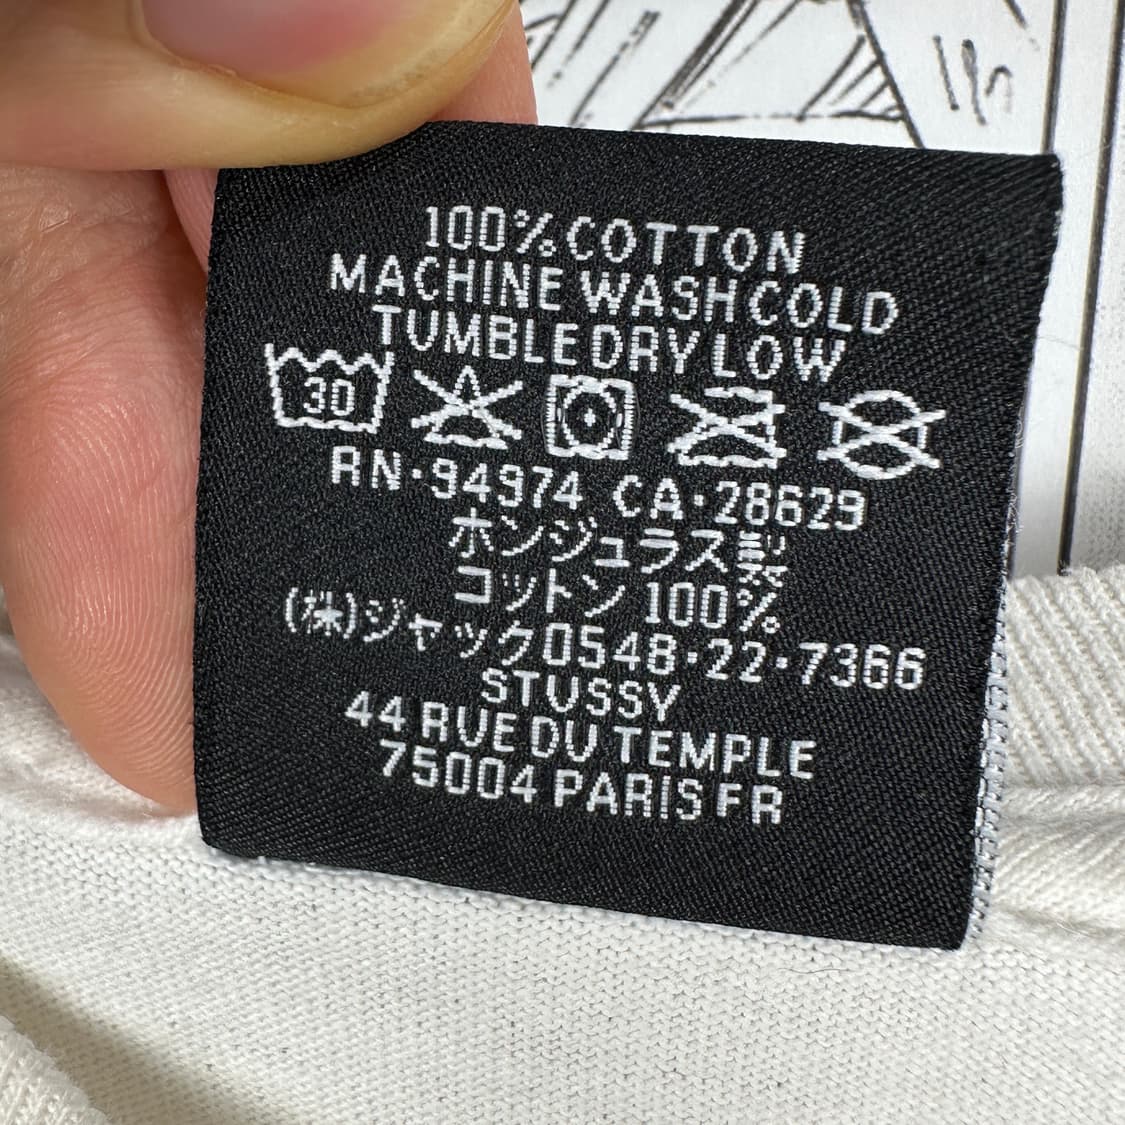 100% COTTON
MACHINE WASH COLD
TUMBLE DRY LOW
30
RN·94974 CA·28629
ホンジュラス製
コットン 100%
(株)ジャック0548·22·7366
STUSSY
44 RUE DU TEMPLE
75004 PARIS FR